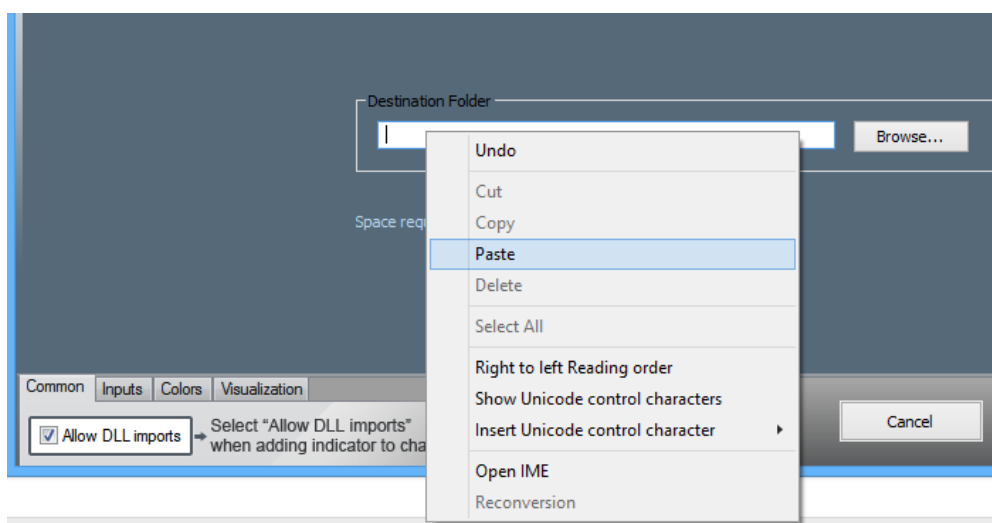 Destination Folder
Browse...
Undo
Cut
Copy
Space
Paste
Delete
Select All
Right to left Reading order
Show Unicode control characters
Insert Unicode control character
Open IME
Reconversion
Common Inputs Colors Visualization
Allow DLL imports
Select "Allow DLL imports"
when adding indicator to
Cancel